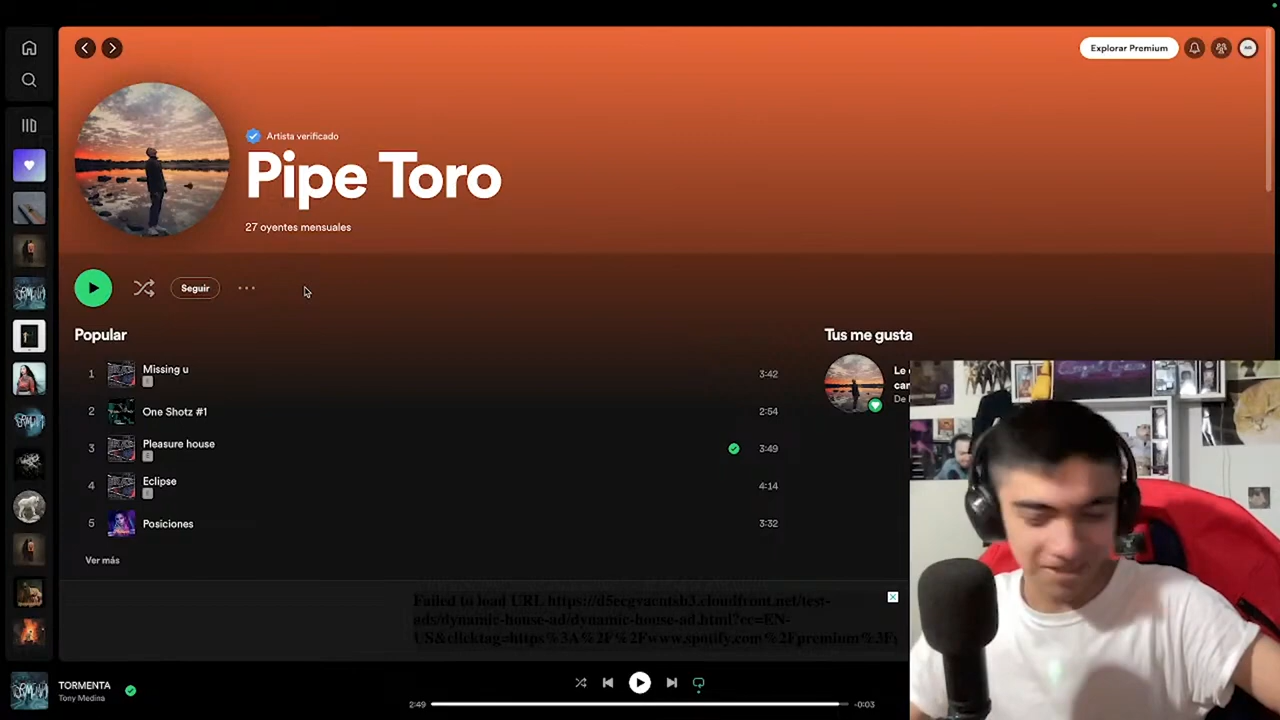 Explorar Premium
Artista verificado
Pipe Toro
27 oyentes mensuales
Seguir
Popular
Tus me gusta
1 Missing u 3:42
E
2 One Shotz #1 2:54
3 Pleasure house 3:49
E
4 Eclipse 4:14
E
5 Posiciones 3:32
Ver más
Failed to load URL https://d5ecgvacntsb3.cloudfront.net/test-
ads/dynamic-house-ad/dynamic-house-ad.html?cc=EN-
US&clicktag=https%3A%2F%2Fwww.spotify.com%2Fpremium%3F
TORMENTA
Tony Medina
2:49 -0:03